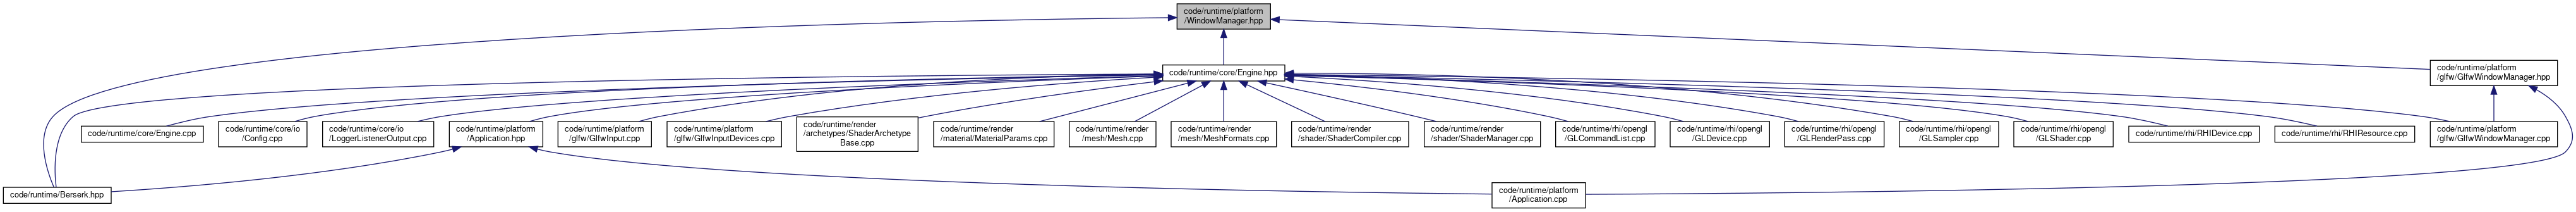 code/runtime/platform
/WindowManager.hpp
code/runtime/core/Engine.hpp
code/runtime/platform
/glfw/GlfwWindowManager.hpp
code/runtime/core/Engine.cpp
code/runtime/core/io
/Config.cpp
code/runtime/core/io
/LoggerListenerOutput.cpp
code/runtime/platform
/Application.hpp
code/runtime/platform
/glfw/GlfwInput.cpp
code/runtime/platform
/glfw/GlfwInputDevices.cpp
code/runtime/render
/archetypes/ShaderArchetype
Base.cpp
code/runtime/render
/material/MaterialParams.cpp
code/runtime/render
/mesh/Mesh.cpp
code/runtime/render
/mesh/MeshFormats.cpp
code/runtime/render
/shader/ShaderCompiler.cpp
code/runtime/render
/shader/ShaderManager.cpp
code/runtime/rhi/opengl
/GLCommandList.cpp
code/runtime/rhi/opengl
/GLDevice.cpp
code/runtime/rhi/opengl
/GLRenderPass.cpp
code/runtime/rhi/opengl
/GLSampler.cpp
code/runtime/rhi/opengl
/GLShader.cpp
code/runtime/rhi/RHIDevice.cpp
code/runtime/rhi/RHIResource.cpp
code/runtime/platform
/glfw/GlfwWindowManager.cpp
code/runtime/Berserk.hpp
code/runtime/platform
/Application.cpp